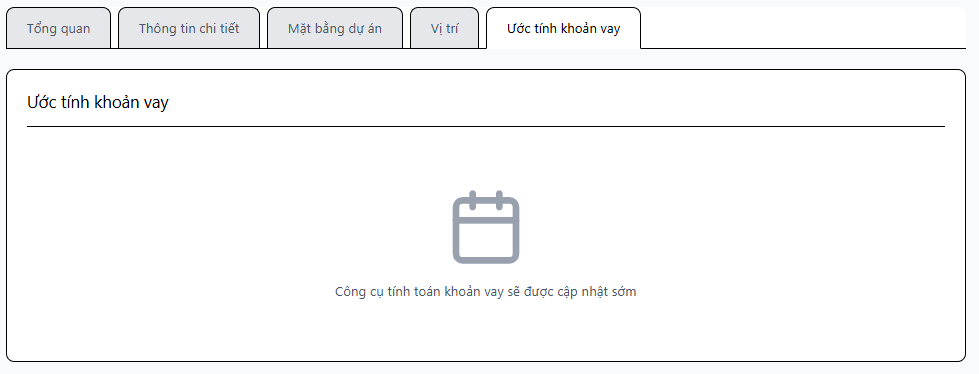 Tổng quan
Thông tin chi tiết
Mặt bằng dự án
Vị trí
Ước tính khoản vay
Ước tính khoản vay
Công cụ tính toán khoản vay sẽ được cập nhật sớm